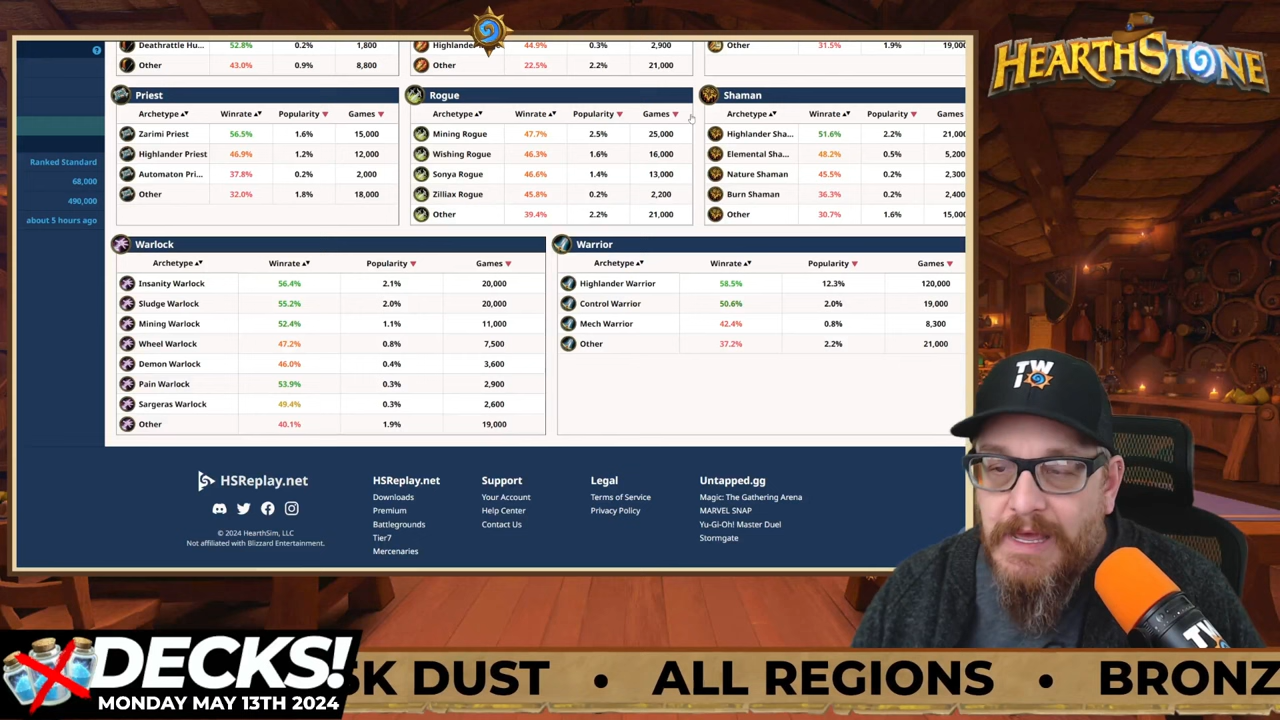 Deathrattle Hu... 52.8% 0.2% 1,800
Other 43.0% 0.9% 8,800
Highlander 44.9% 0.3% 2,900
Other 22.5% 2.2% 21,000
Other 31.5% 1.9% 19,000
HEARTHSTONE
Ranked Standard
68,000
490,000
about 5 hours ago
Priest
Archetype Winrate Popularity Games
Zarimi Priest 56.5% 1.6% 15,000
Highlander Priest 46.9% 1.2% 12,000
Automaton Pri... 37.8% 0.2% 2,000
Other 32.0% 1.8% 18,000
Rogue
Archetype Winrate Popularity Games
Mining Rogue 47.7% 2.5% 25,000
Wishing Rogue 46.3% 1.6% 16,000
Sonya Rogue 46.6% 1.4% 13,000
Zilliax Rogue 45.8% 0.2% 2,200
Other 39.4% 2.2% 21,000
Shaman
Archetype Winrate Popularity Games
Highlander Sha... 51.6% 2.2% 21,000
Elemental Sha... 48.2% 0.5% 5,200
Nature Shaman 45.5% 0.2% 2,300
Burn Shaman 36.3% 0.2% 2,400
Other 30.7% 1.6% 15,000
Warlock
Archetype Winrate Popularity Games
Insanity Warlock 56.4% 2.1% 20,000
Sludge Warlock 55.2% 2.0% 20,000
Mining Warlock 52.4% 1.1% 11,000
Wheel Warlock 47.2% 0.8% 7,500
Demon Warlock 46.0% 0.4% 3,600
Pain Warlock 53.9% 0.3% 2,900
Sargeras Warlock 49.4% 0.3% 2,600
Other 40.1% 1.9% 19,000
Warrior
Archetype Winrate Popularity Games
Highlander Warrior 58.5% 12.3% 120,000
Control Warrior 50.6% 2.0% 19,000
Mech Warrior 42.4% 0.8% 8,300
Other 37.2% 2.2% 21,000
HSReplay.net
© 2024 HearthSim, LLC
Not affiliated with Blizzard Entertainment.
HSReplay.net
Downloads
Premium
Battlegrounds
Tier7
Mercenaries
Support
Your Account
Help Center
Contact Us
Legal
Terms of Service
Privacy Policy
Untapped.gg
Magic: The Gathering Arena
MARVEL SNAP
Yu-Gi-Oh! Master Duel
Stormgate
TW
I
TW
DECKS!
MONDAY MAY 13TH 2024
SK DUST • ALL REGIONS • BRONZ